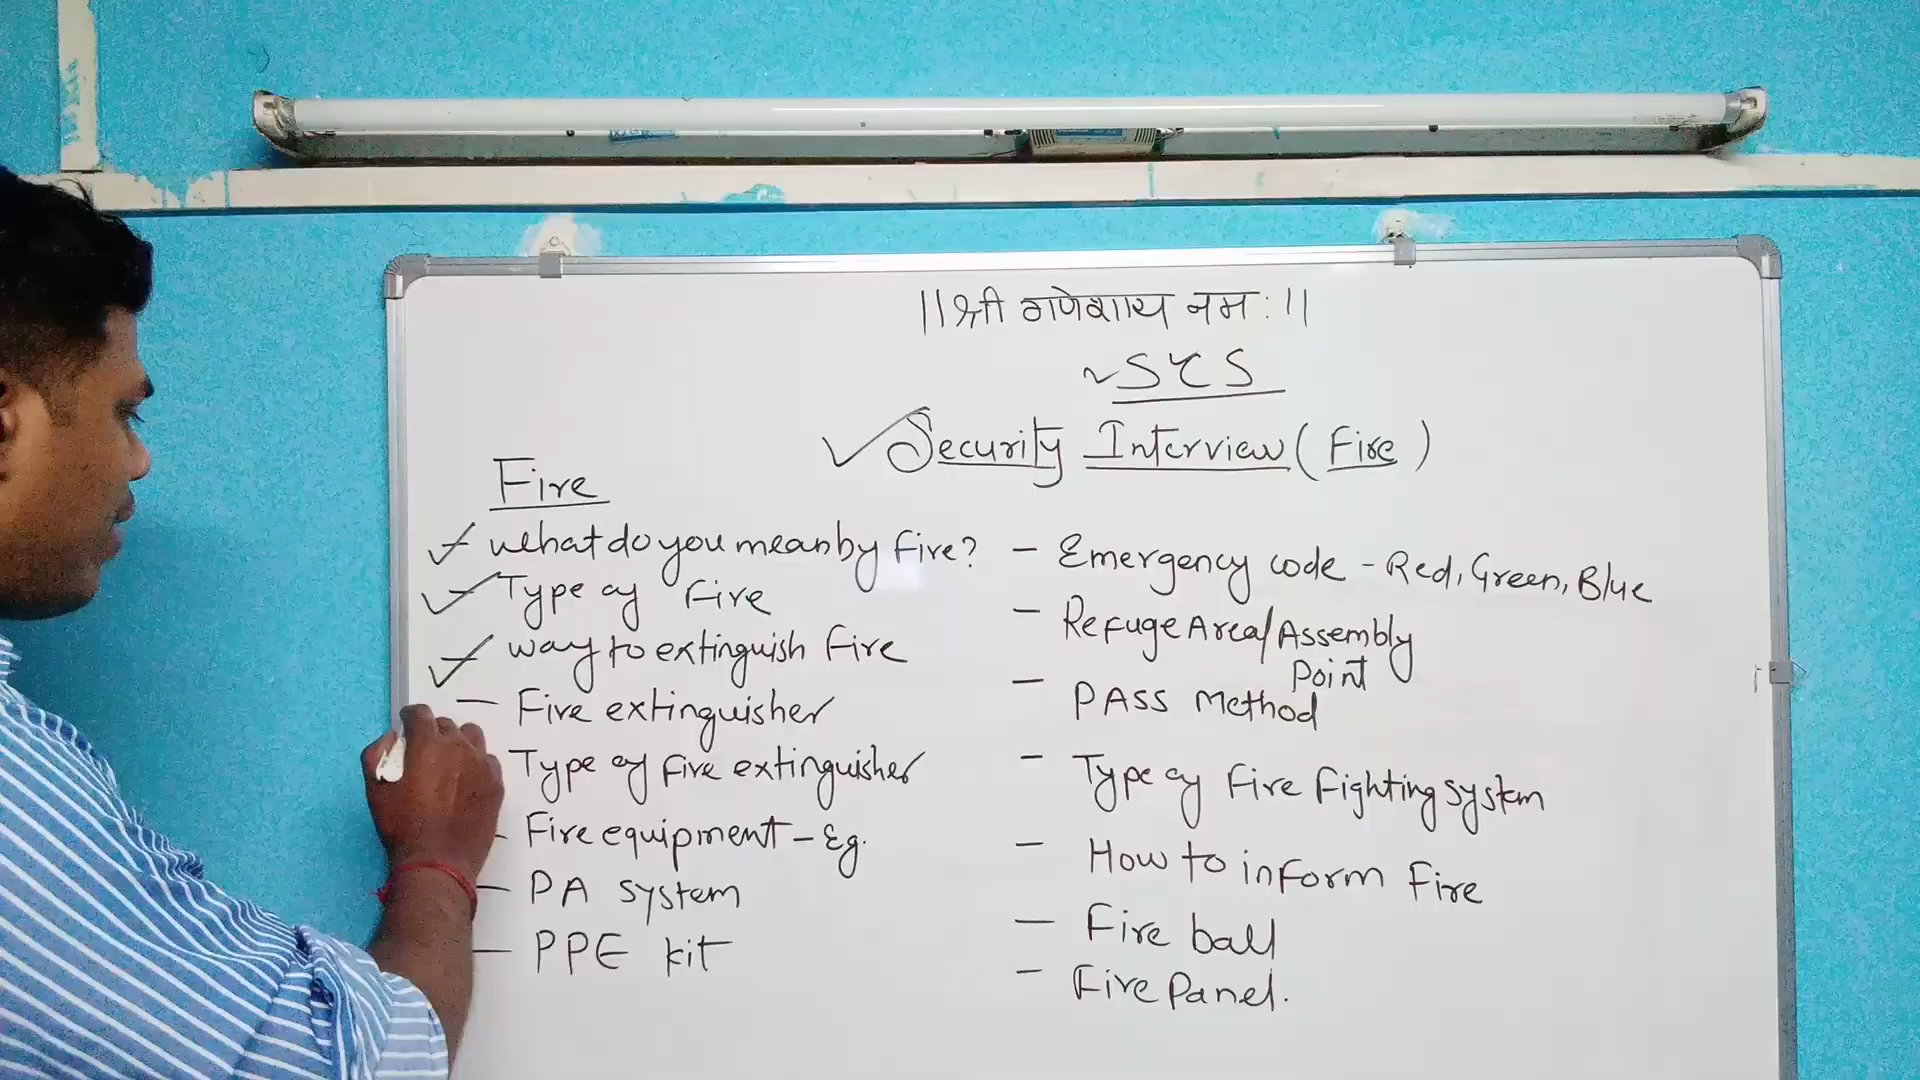 ||श्री गणेशाय नमः||
SCS
Security Interview (Fire)
Fire
What do you mean by fire?
Type of Fire
way to extinguish fire
Fire extinguisher
Type of fire extinguisher
- Fire equipment - Eg.
- PA system
- PPE kit
- Emergency code - Red, Green, Blue
- Refuge Area/Assembly
Point
- PASS Method
- Type of Fire Fighting system
- How to inform Fire
- Fire ball
- Fire Panel.